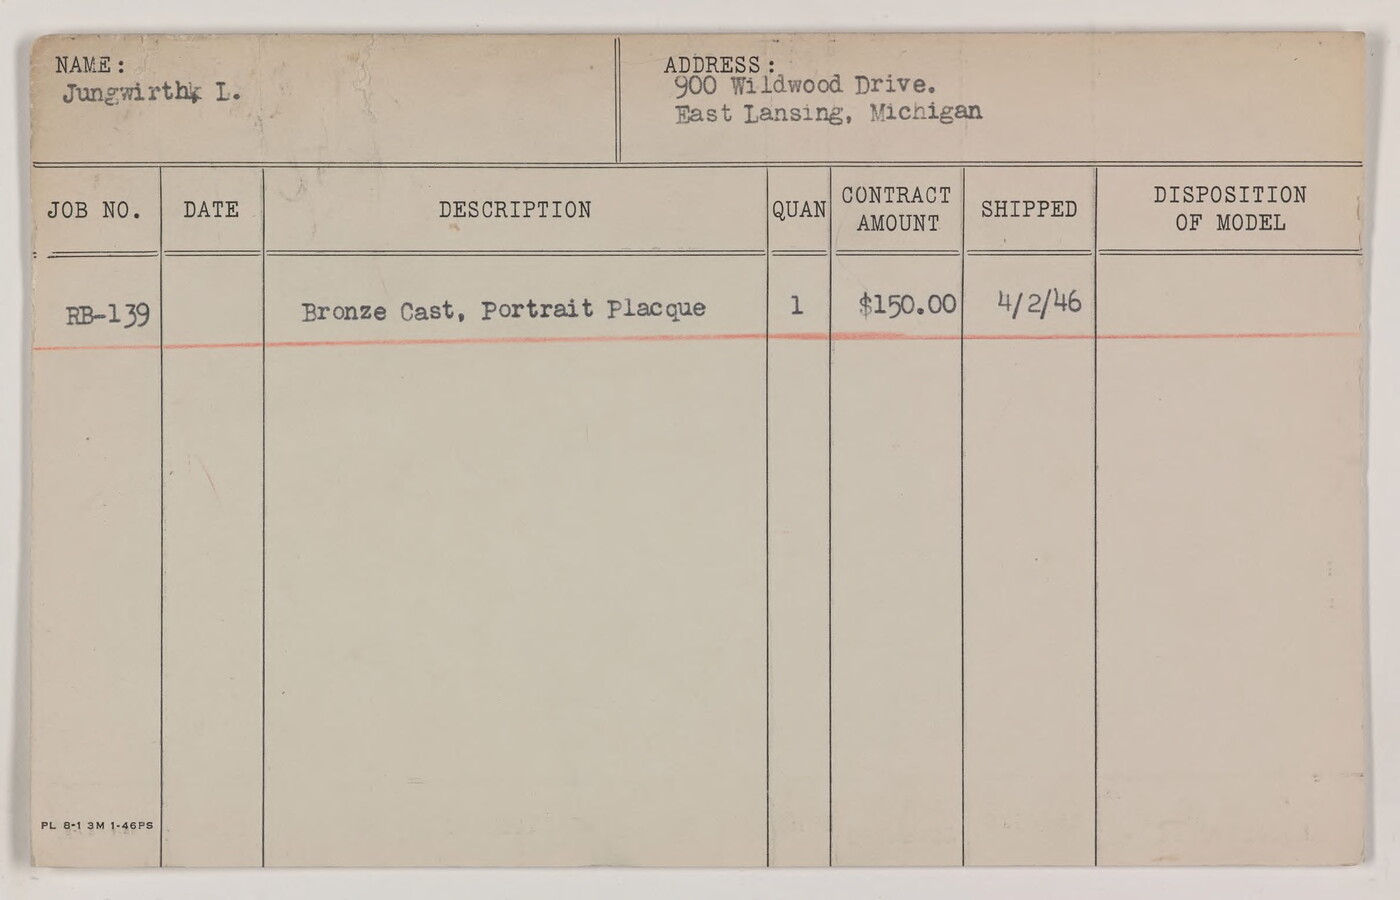 NAME:
Jungwirth, L.
ADDRESS:
900 Wildwood Drive.
East Lansing, Michigan
JOB NO. DATE DESCRIPTION QUAN CONTRACT AMOUNT SHIPPED DISPOSITION OF MODEL
RB-139 Bronze Cast, Portrait Placque 1 $150.00 4/2/46
PL 8-1 3M 1-46PS